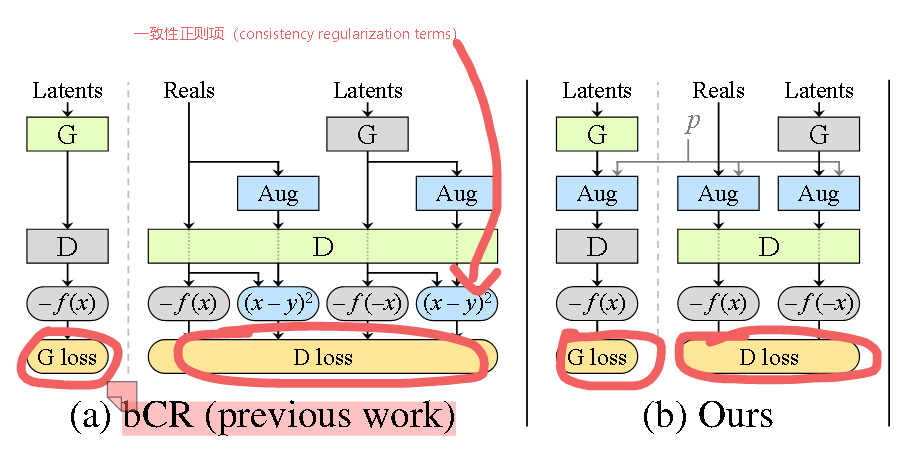 一致性正则项（consistency regularization terms）
Latents Reals Latents Latents Reals Latents
p
G G G G
Aug Aug Aug Aug Aug
D D D D
−f(x) −f(x) (x−y)² −f(−x) (x−y)² −f(x) −f(x) −f(−x)
G loss D loss G loss D loss
(a) bCR (previous work) (b) Ours